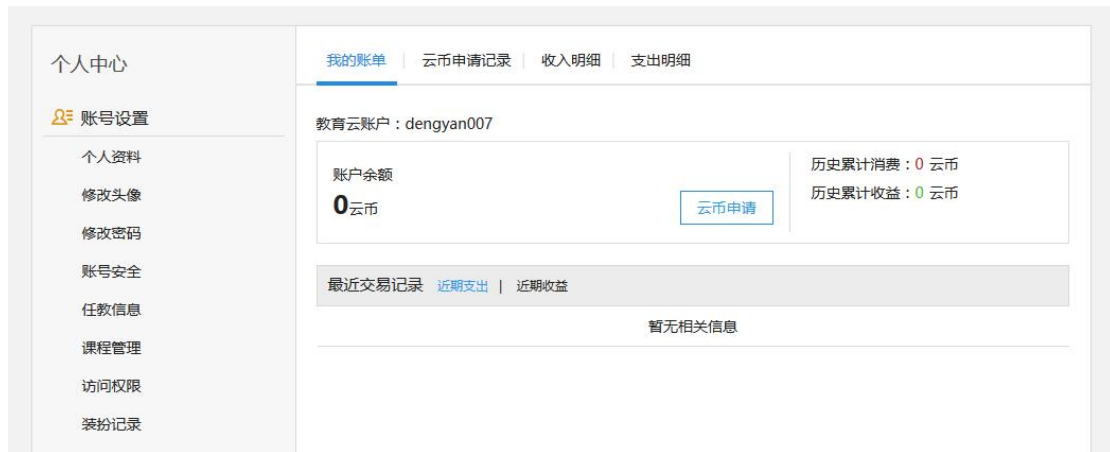 个人中心
账号设置
个人资料
修改头像
修改密码
账号安全
任教信息
课程管理
访问权限
装扮记录
我的账单 云币申请记录 收入明细 支出明细
教育云账户：dengyan007
账户余额
0云币
云币申请
历史累计消费：0 云币
历史累计收益：0 云币
最近交易记录 近期支出 | 近期收益
暂无相关信息